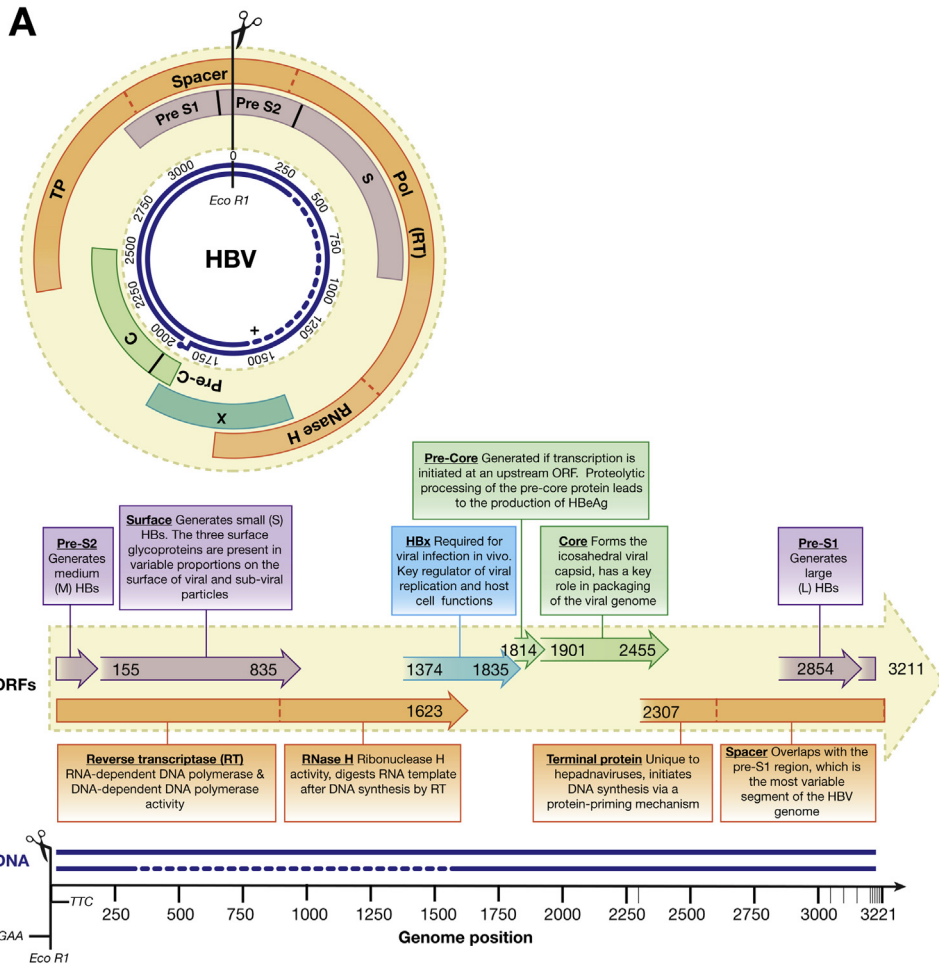 A
Spacer
Pre S1
Pre S2
TP
S
Pol
(RT)
0
250
500
750
1000
1250
1500
1750
2000
2250
2500
2750
3000
Eco R1
HBV
+
C
Pre-C
X
RNase H
Pre-Core Generated if transcription is
initiated at an upstream ORF. Proteolytic
processing of the pre-core protein leads
to the production of HBeAg
Pre-S2
Generates
medium
(M) HBs
Surface Generates small (S)
HBs. The three surface
glycoproteins are present in
variable proportions on the
surface of viral and sub-viral
particles
HBx Required for
viral infection in vivo.
Key regulator of viral
replication and host
cell functions
Core Forms the
icosahedral viral
capsid, has a key
role in packaging
of the viral genome
Pre-S1
Generates
large
(L) HBs
1814
1901
2455
155
835
1374
1835
2854
3211
ORFs
1623
2307
Reverse transcriptase (RT)
RNA-dependent DNA polymerase &
DNA-dependent DNA polymerase
activity
RNase H Ribonuclease H
activity, digests RNA template
after DNA synthesis by RT
Terminal protein Unique to
hepadnaviruses, initiates
DNA synthesis via a
protein-priming mechanism
Spacer Overlaps with the
pre-S1 region, which is
the most variable
segment of the HBV
genome
DNA
TTC
250 500 750 1000 1250 1500 1750 2000 2250 2500 2750 3000 3221
GAA
Genome position
Eco R1